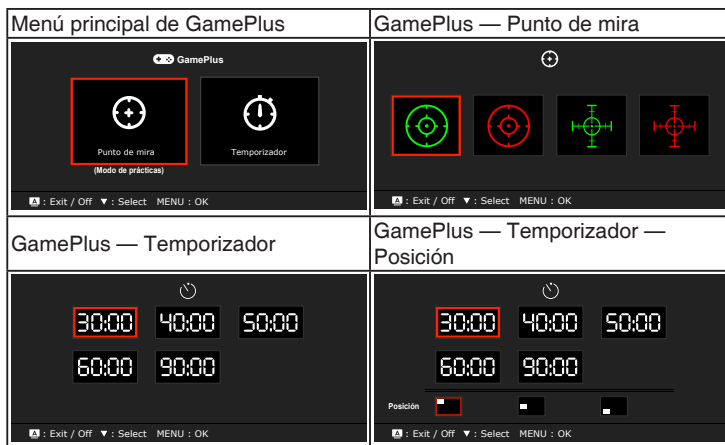 Menú principal de GamePlus
GamePlus
Punto de mira
Temporizador
(Modo de prácticas)
A : Exit / Off ▼ : Select MENU : OK
GamePlus — Punto de mira
A : Exit / Off ▼ : Select MENU : OK
GamePlus — Temporizador
30:00 40:00 50:00
60:00 90:00
A : Exit / Off ▼ : Select MENU : OK
GamePlus — Temporizador —
Posición
30:00 40:00 50:00
60:00 90:00
Posición
A : Exit / Off ▼ : Select MENU : OK